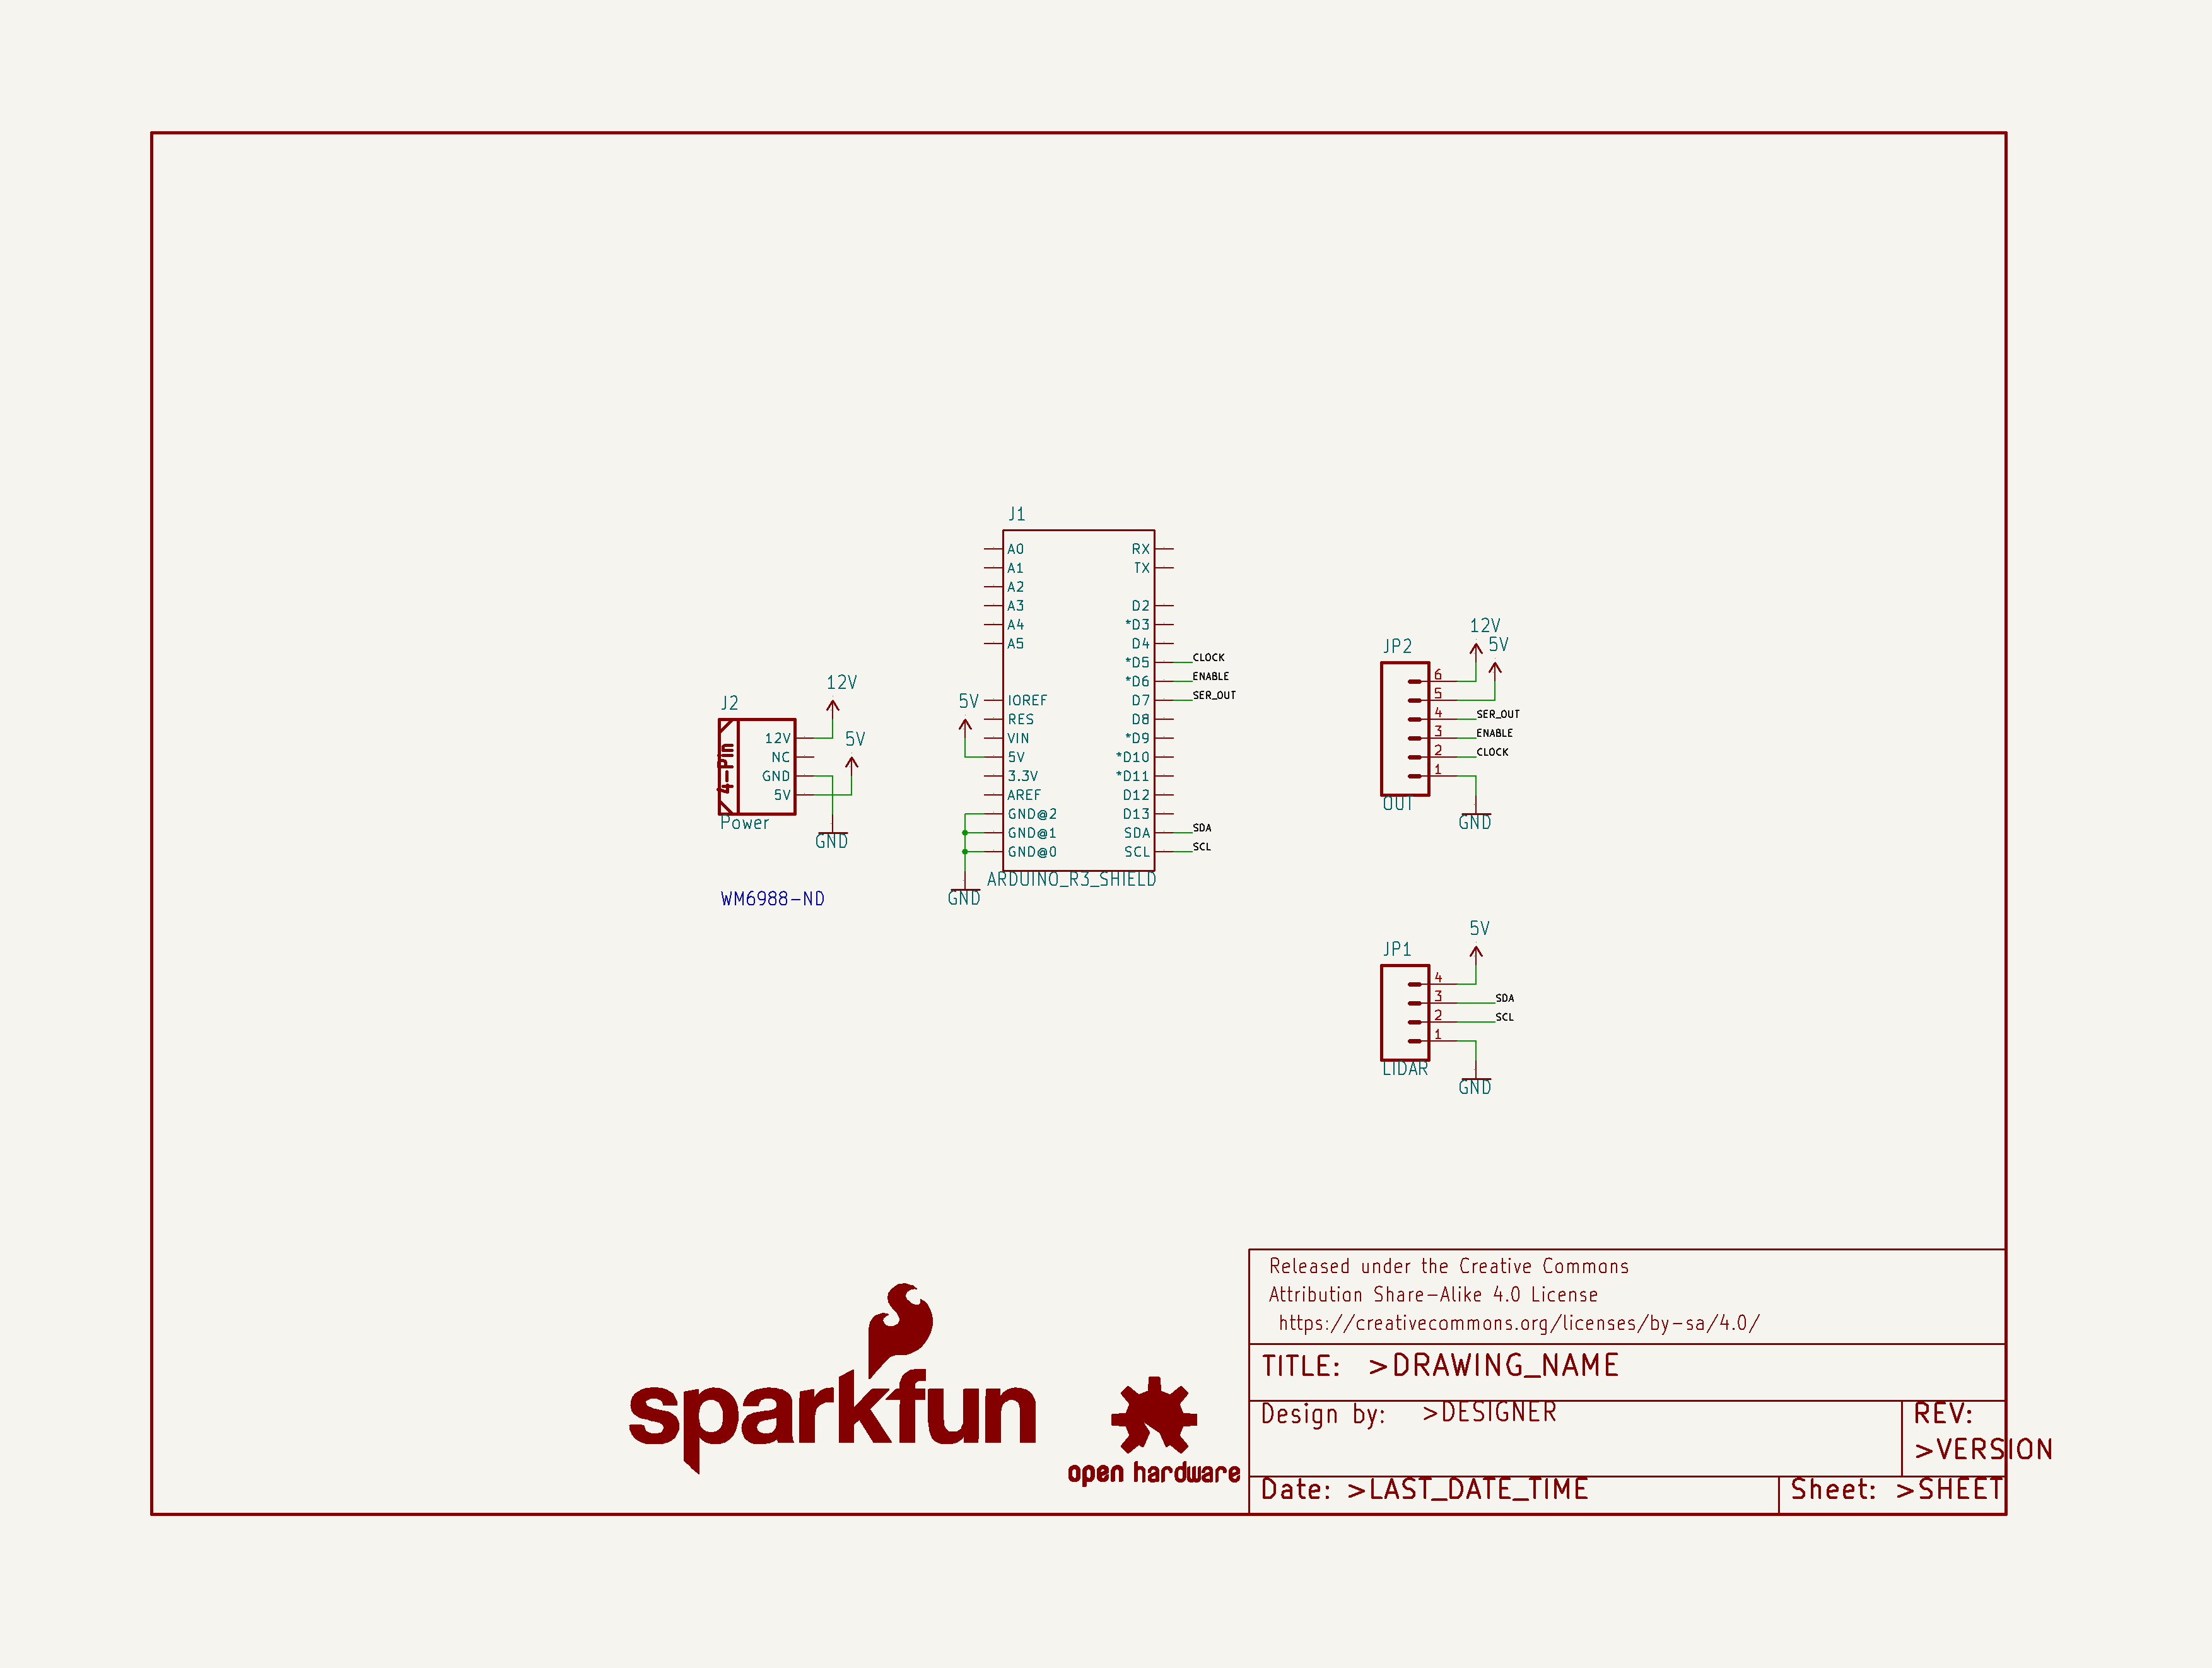 J1
A0
A1
A2
A3
A4
A5
IOREF
RES
VIN
5V
3.3V
AREF
GND@2
GND@1
GND@0
RX
TX
D2
*D3
D4
*D5
*D6
D7
D8
*D9
*D10
*D11
D12
D13
SDA
SCL
CLOCK
ENABLE
SER_OUT
SDA
SCL
ARDUINO_R3_SHIELD
5V
GND
J2
4-Pin
12V
NC
GND
5V
Power
12V
5V
GND
WM6988-ND
JP2
12V
5V
6
5
4
3
2
1
SER_OUT
ENABLE
CLOCK
OUT
GND
JP1
5V
4
3
2
1
SDA
SCL
LIDAR
GND
sparkfun
open hardware
Released under the Creative Commons
Attribution Share-Alike 4.0 License
https://creativecommons.org/licenses/by-sa/4.0/
TITLE: >DRAWING_NAME
Design by: >DESIGNER
REV:
>VERSION
Date: >LAST_DATE_TIME
Sheet: >SHEET